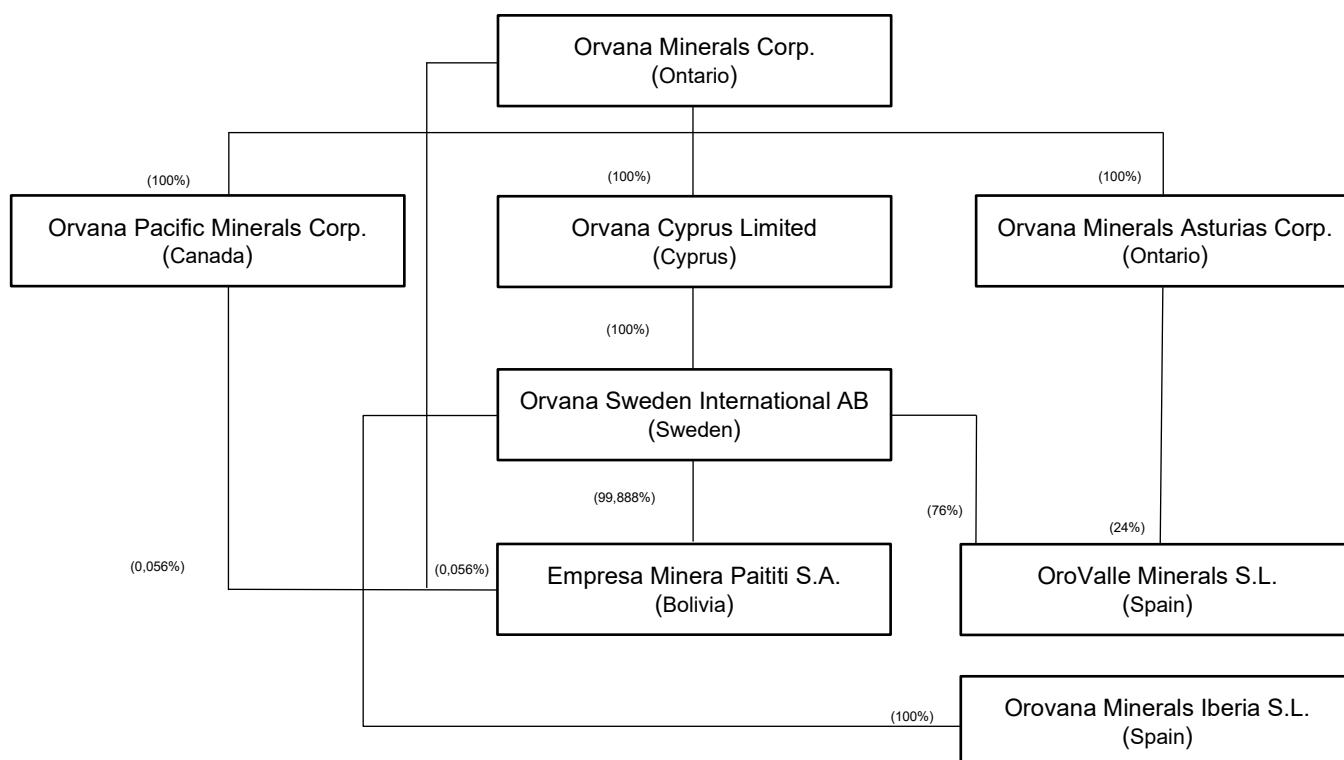 Orvana Minerals Corp.
(Ontario)
(100%)
(100%)
(100%)
Orvana Pacific Minerals Corp.
(Canada)
Orvana Cyprus Limited
(Cyprus)
Orvana Minerals Asturias Corp.
(Ontario)
(100%)
Orvana Sweden International AB
(Sweden)
(99,888%)
(76%)
(24%)
(0,056%)
(0,056%)
Empresa Minera Paititi S.A.
(Bolivia)
OroValle Minerals S.L.
(Spain)
(100%)
Orovana Minerals Iberia S.L.
(Spain)